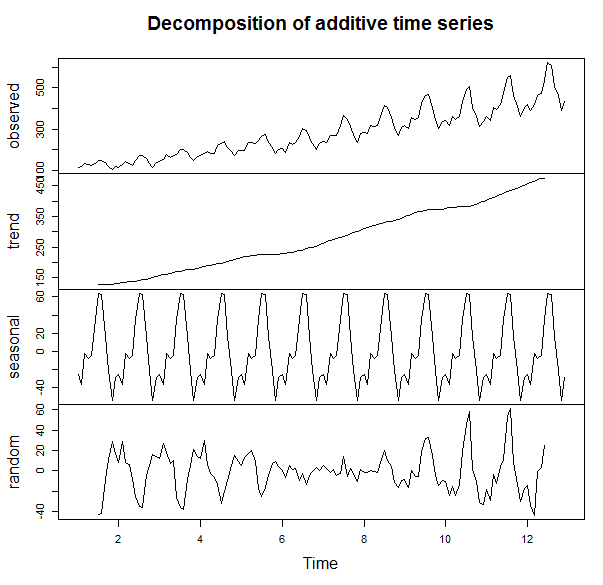 Decomposition of additive time series
observed
100 300 500
trend
150 250 350 450
seasonal
-40 0 20 60
random
-40 0 20 40 60
2 4 6 8 10 12
Time